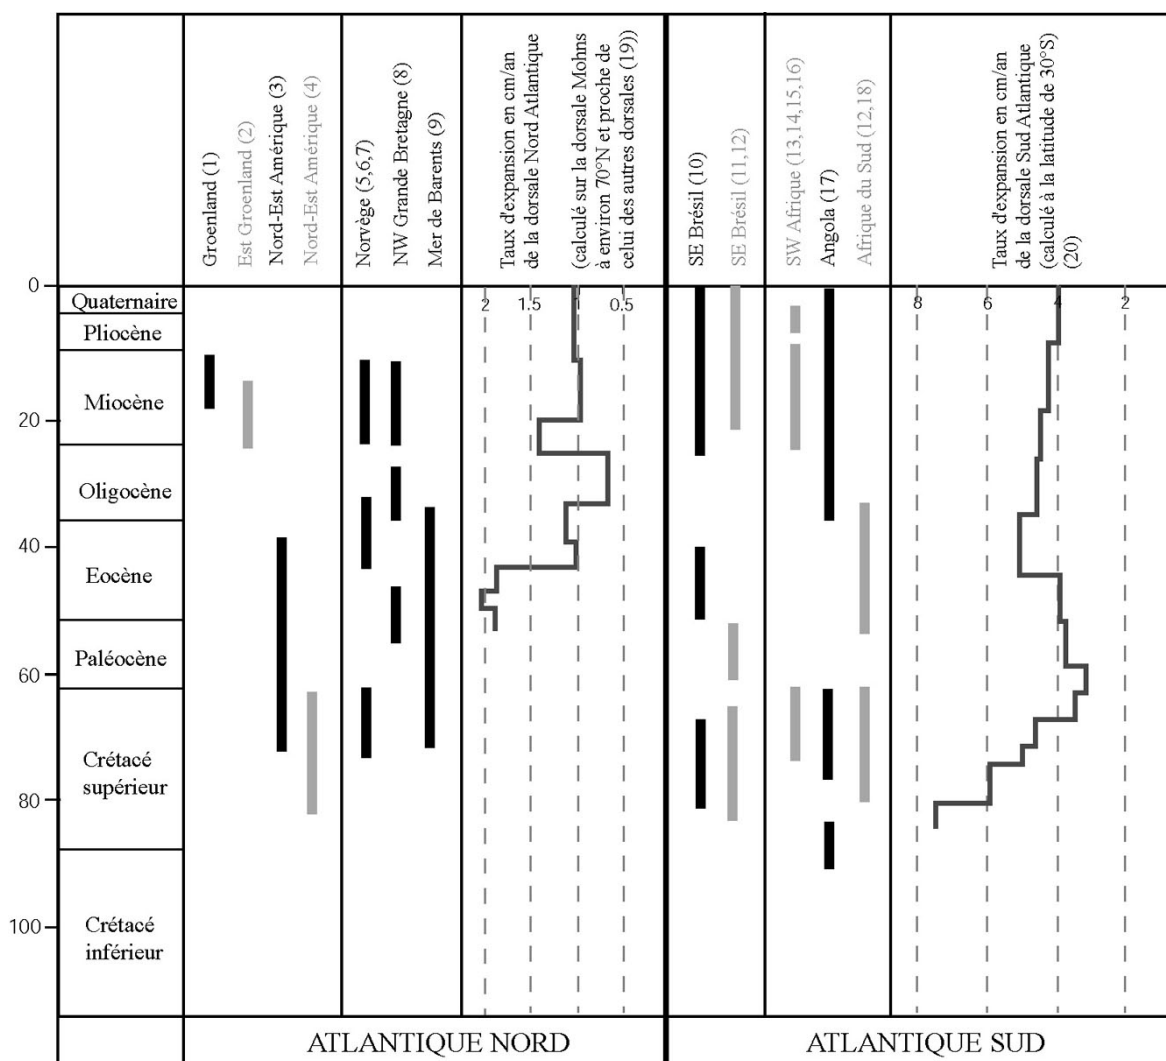 Groenland (1)
Est Groenland (2)
Nord-Est Amérique (3)
Nord-Est Amérique (4)
Norvège (5,6,7)
NW Grande Bretagne (8)
Mer de Barents (9)
Taux d'expansion en cm/an
de la dorsale Nord Atlantique
(calculé sur la dorsale Mohns
à environ 70°N et proche de
celui des autres dorsales (19))
SE Brésil (10)
SE Brésil (11,12)
SW Afrique (13,14,15,16)
Angola (17)
Afrique du Sud (12,18)
Taux d'expansion en cm/an
de la dorsale Sud Atlantique
(calculé à la latitude de 30°S)
(20)
0
2 1.5 1 0.5
8 6 4 2
Quaternaire
Pliocène
Miocène
20
Oligocène
40
Eocène
Paléocène
60
Crétacé
supérieur
80
Crétacé
inférieur
100
ATLANTIQUE NORD
ATLANTIQUE SUD